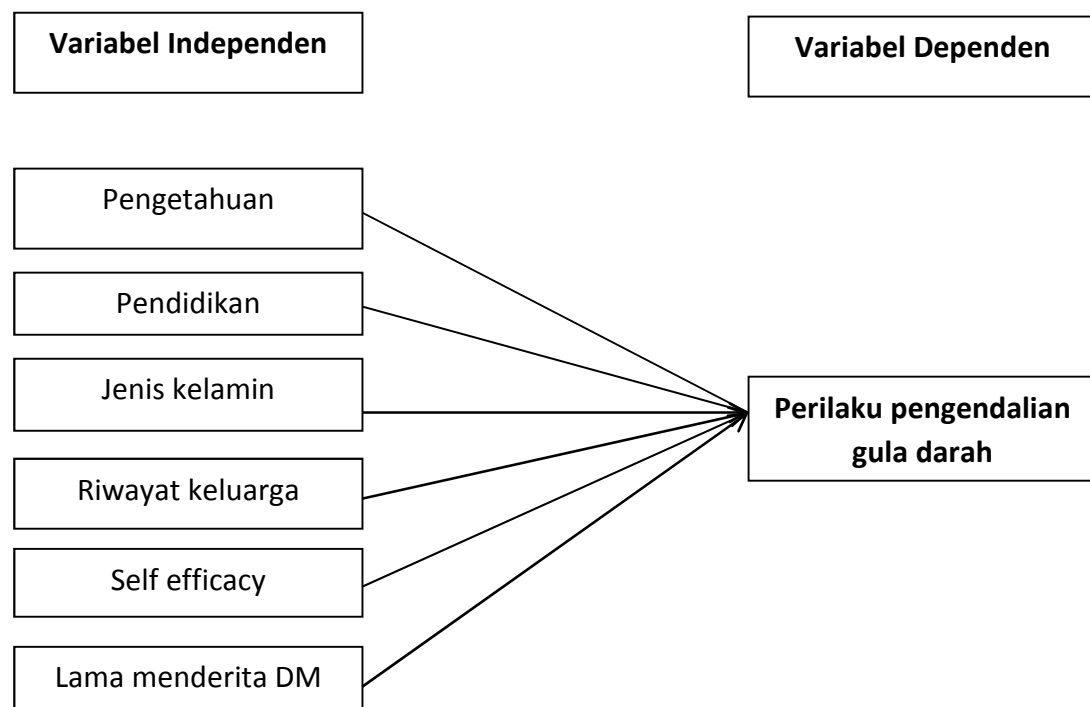 Variabel Independen
Variabel Dependen
Pengetahuan
Pendidikan
Jenis kelamin
Riwayat keluarga
Self efficacy
Lama menderita DM
Perilaku pengendalian
gula darah